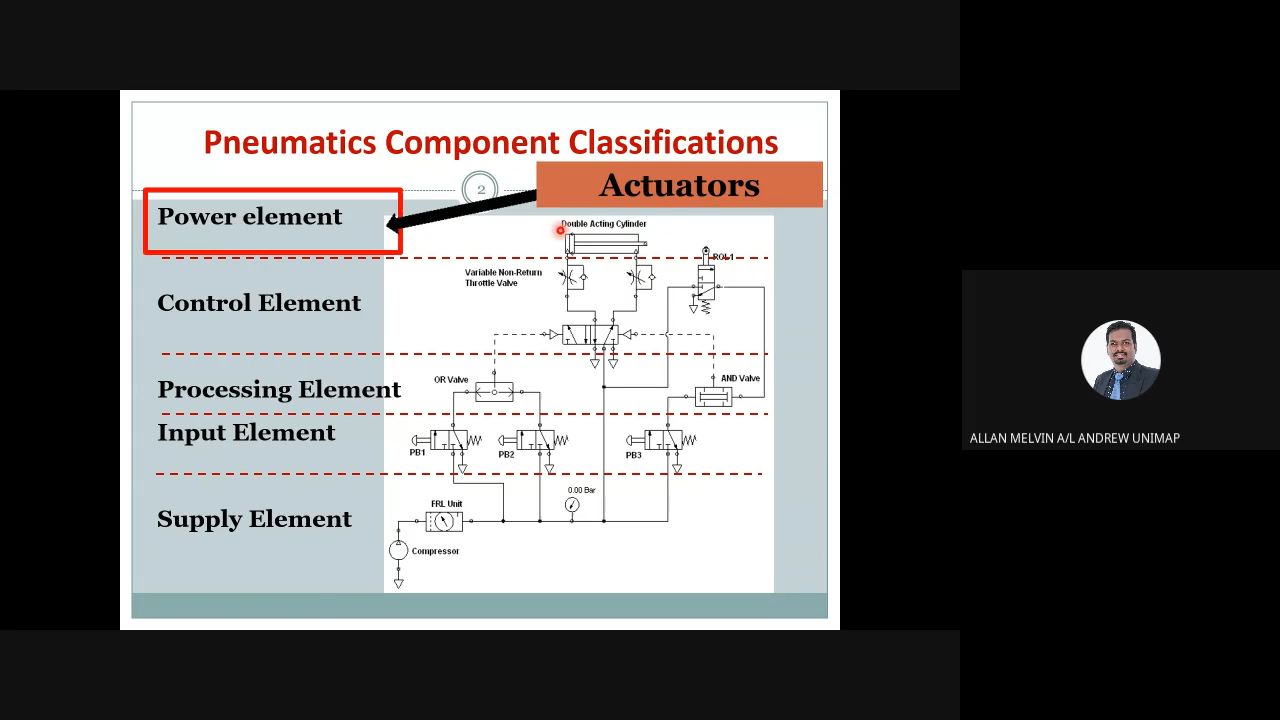 Pneumatics Component Classifications
Actuators
2
Power element
Double Acting Cylinder
ROL1
Variable Non-Return
Throttle Valve
Control Element
OR Valve
AND Valve
Processing Element
Input Element
PB1
PB2
PB3
0.00 Bar
FRL Unit
Supply Element
Compressor
ALLAN MELVIN A/L ANDREW UNIMAP